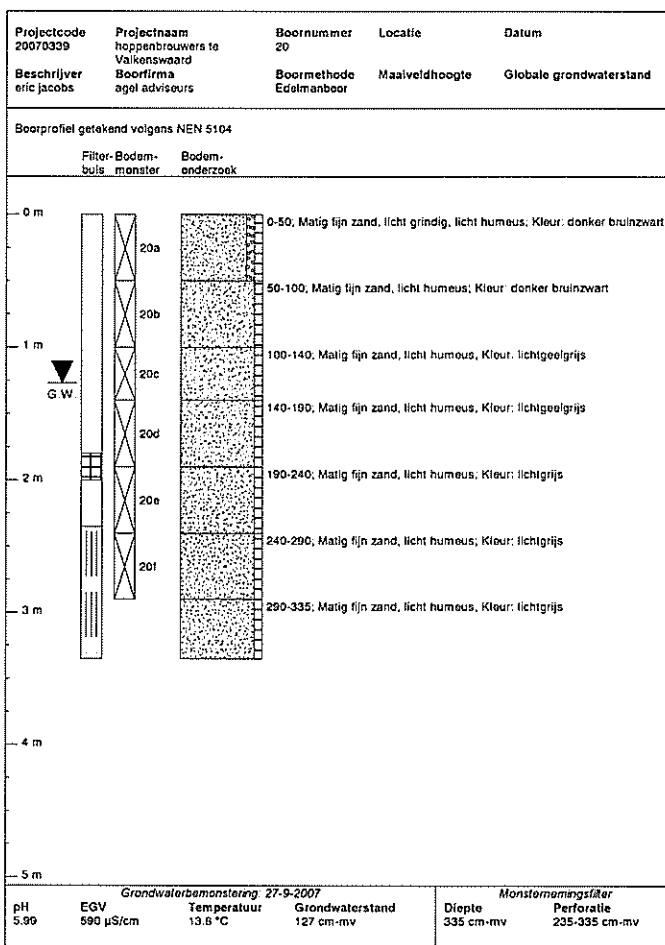 Projectcode Projectnaam Boornummer Locatie Datum
20070339 hoppenbrouwers te 20
Valkenswaard
Beschrijver Boorfirma Boormethode Maaiveldhoogte Globale grondwaterstand
eric jacobs agel adviseurs Edelmanboor
Boorprofiel getekend volgens NEN 5104
Filter- Bodem- Bodem-
buis monster onderzoek
0 m
0-50; Matig fijn zand, licht grindig, licht humeus; Kleur: donker bruinzwart
20a
50-100; Matig fijn zand, licht humeus; Kleur: donker bruinzwart
20b
1 m
100-140; Matig fijn zand, licht humeus, Kleur: lichtgeelgrijs
20c
G.W.
140-190; Matig fijn zand, licht humeus, Kleur: lichtgeelgrijs
20d
190-240; Matig fijn zand, licht humeus; Kleur: lichtgrijs
2 m
20e
240-290; Matig fijn zand, licht humeus; Kleur: lichtgrijs
20f
290-335; Matig fijn zand, licht humeus, Kleur: lichtgrijs
3 m
4 m
5 m
Grondwaterbemonstering: 27-9-2007 Monsternemingsfilter
pH EGV Temperatuur Grondwaterstand Diepte Perforatie
5.99 590 µS/cm 13.8 °C 127 cm-mv 335 cm-mv 235-335 cm-mv